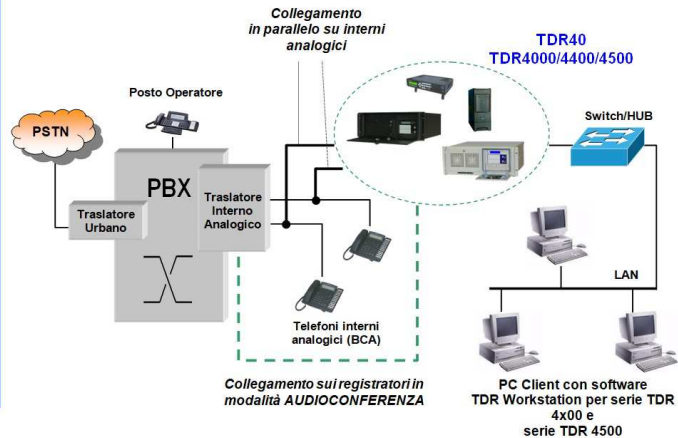 Collegamento
in parallelo su interni
analogici
TDR40
TDR4000/4400/4500
Posto Operatore
Switch/HUB
PSTN
PBX
Traslatore
Interno
Analogico
Traslatore
Urbano
LAN
Telefoni interni
analogici (BCA)
Collegamento sui registratori in
modalità AUDIOCONFERENZA
PC Client con software
TDR Workstation per serie TDR
4x00 e
serie TDR 4500